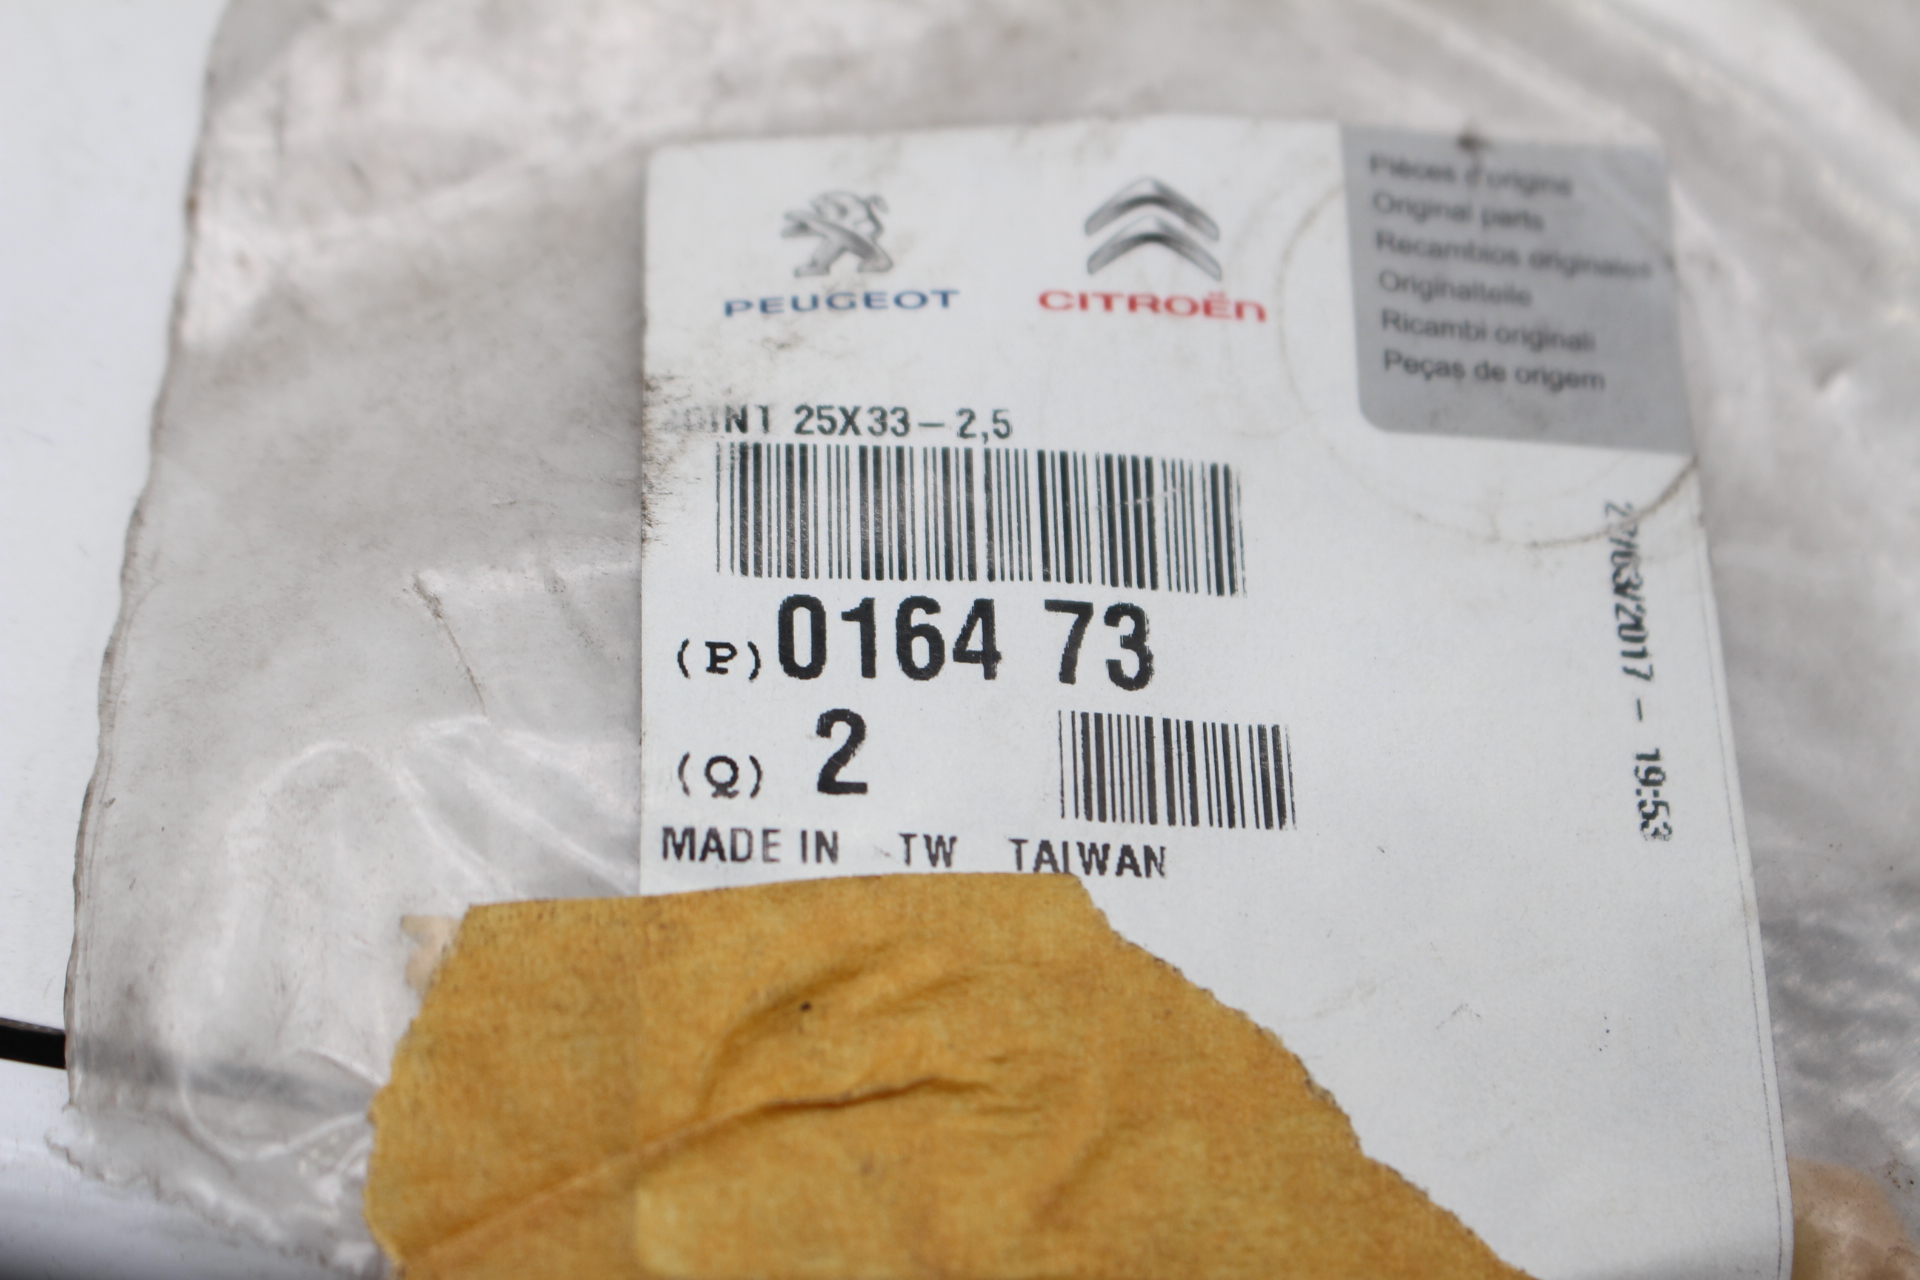 PEUGEOT
CITROËN
Pièces d'origine
Original parts
Recambios originales
Originalteile
Ricambi originali
Peças de origem
JOINT 25X33-2,5
(P) 0164 73
(Q) 2
MADE IN TW TAIWAN
27/03/2017 - 19:53